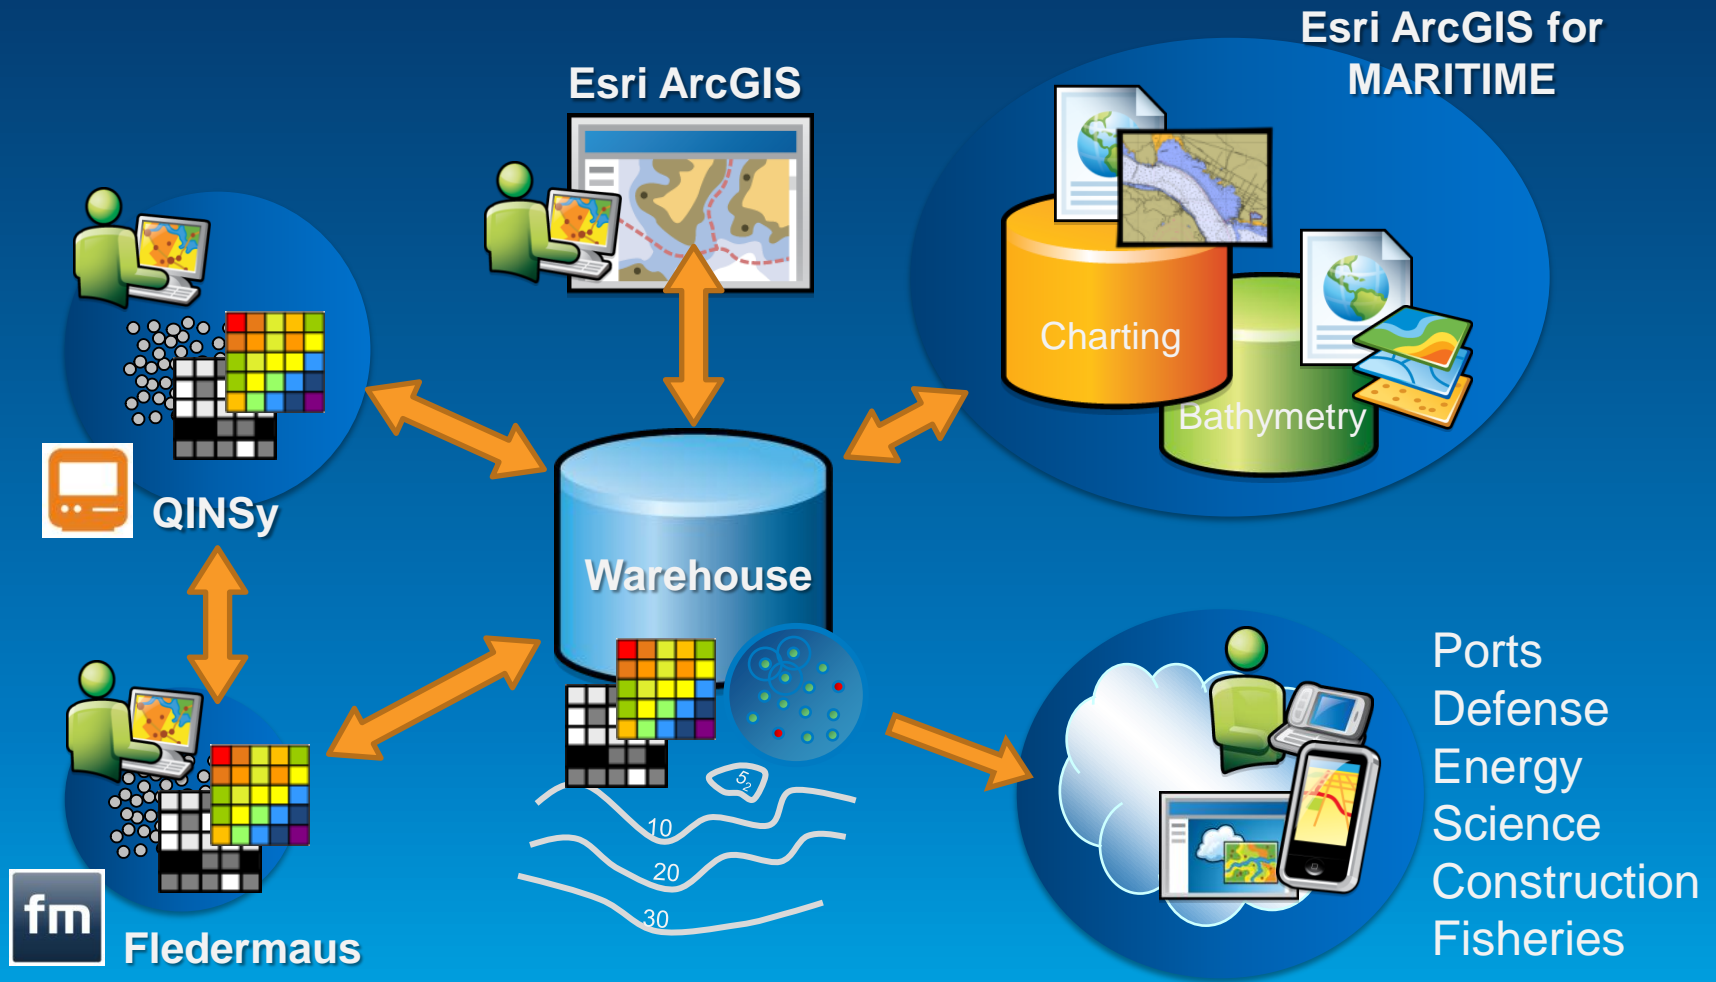 Esri ArcGIS for
MARITIME
Esri ArcGIS
Charting
Bathymetry
QINSy
Warehouse
5₂
10
20
30
fm
Fledermaus
Ports
Defense
Energy
Science
Construction
Fisheries